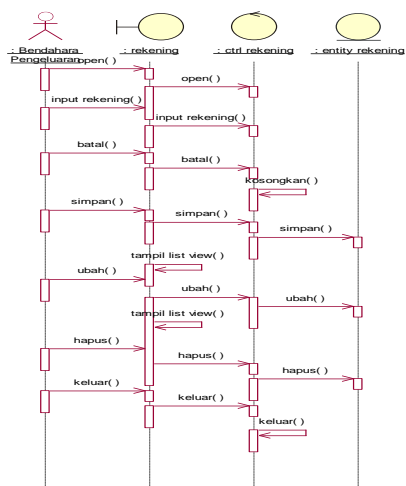 : Bendahara
Pengeluaran
: rekening
: ctrl rekening
: entity rekening
open( )
open( )
input rekening( )
input rekening( )
batal( )
batal( )
kosongkan( )
simpan( )
simpan( )
simpan( )
tampil list view( )
ubah( )
ubah( )
ubah( )
tampil list view( )
hapus( )
hapus( )
hapus( )
keluar( )
keluar( )
keluar( )